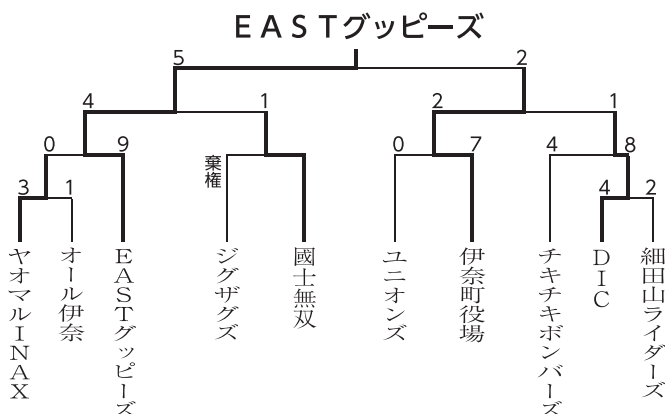 EASTグッピーズ
5
2
4
1
2
1
0
9
棄権
0
7
4
8
3
1
4
2
ヤオマルINAX
オール伊奈
EASTグッピーズ
ジグザグズ
國士無双
ユニオンズ
伊奈町役場
チキチキボンバーズ
DIC
細田山ライダーズ